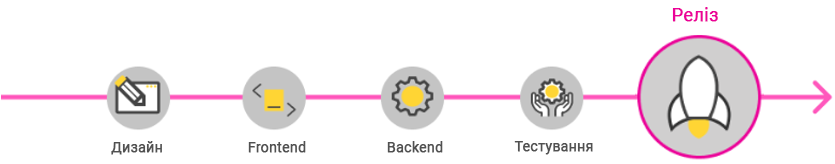 Реліз
Дизайн
Frontend
Backend
Тестування